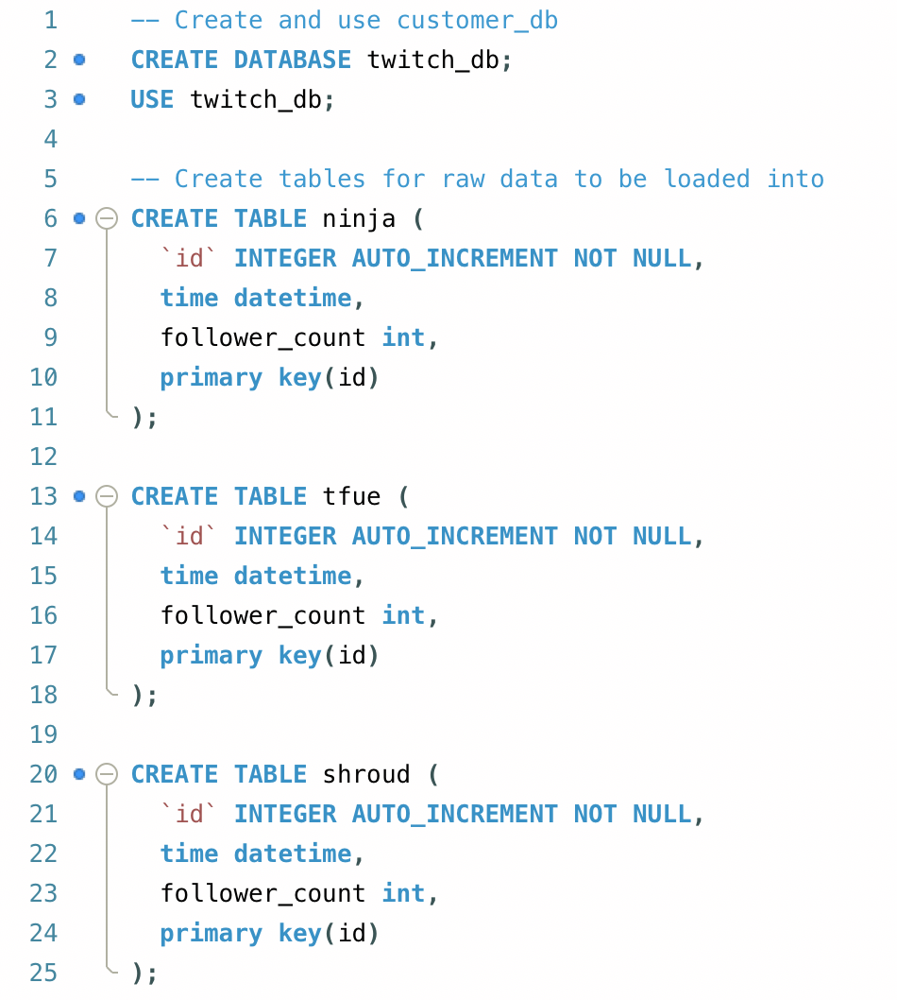 1 -- Create and use customer_db
2 CREATE DATABASE twitch_db;
3 USE twitch_db;
4
5 -- Create tables for raw data to be loaded into
6 CREATE TABLE ninja (
7 `id` INTEGER AUTO_INCREMENT NOT NULL,
8 time datetime,
9 follower_count int,
10 primary key(id)
11 );
12
13 CREATE TABLE tfue (
14 `id` INTEGER AUTO_INCREMENT NOT NULL,
15 time datetime,
16 follower_count int,
17 primary key(id)
18 );
19
20 CREATE TABLE shroud (
21 `id` INTEGER AUTO_INCREMENT NOT NULL,
22 time datetime,
23 follower_count int,
24 primary key(id)
25 );